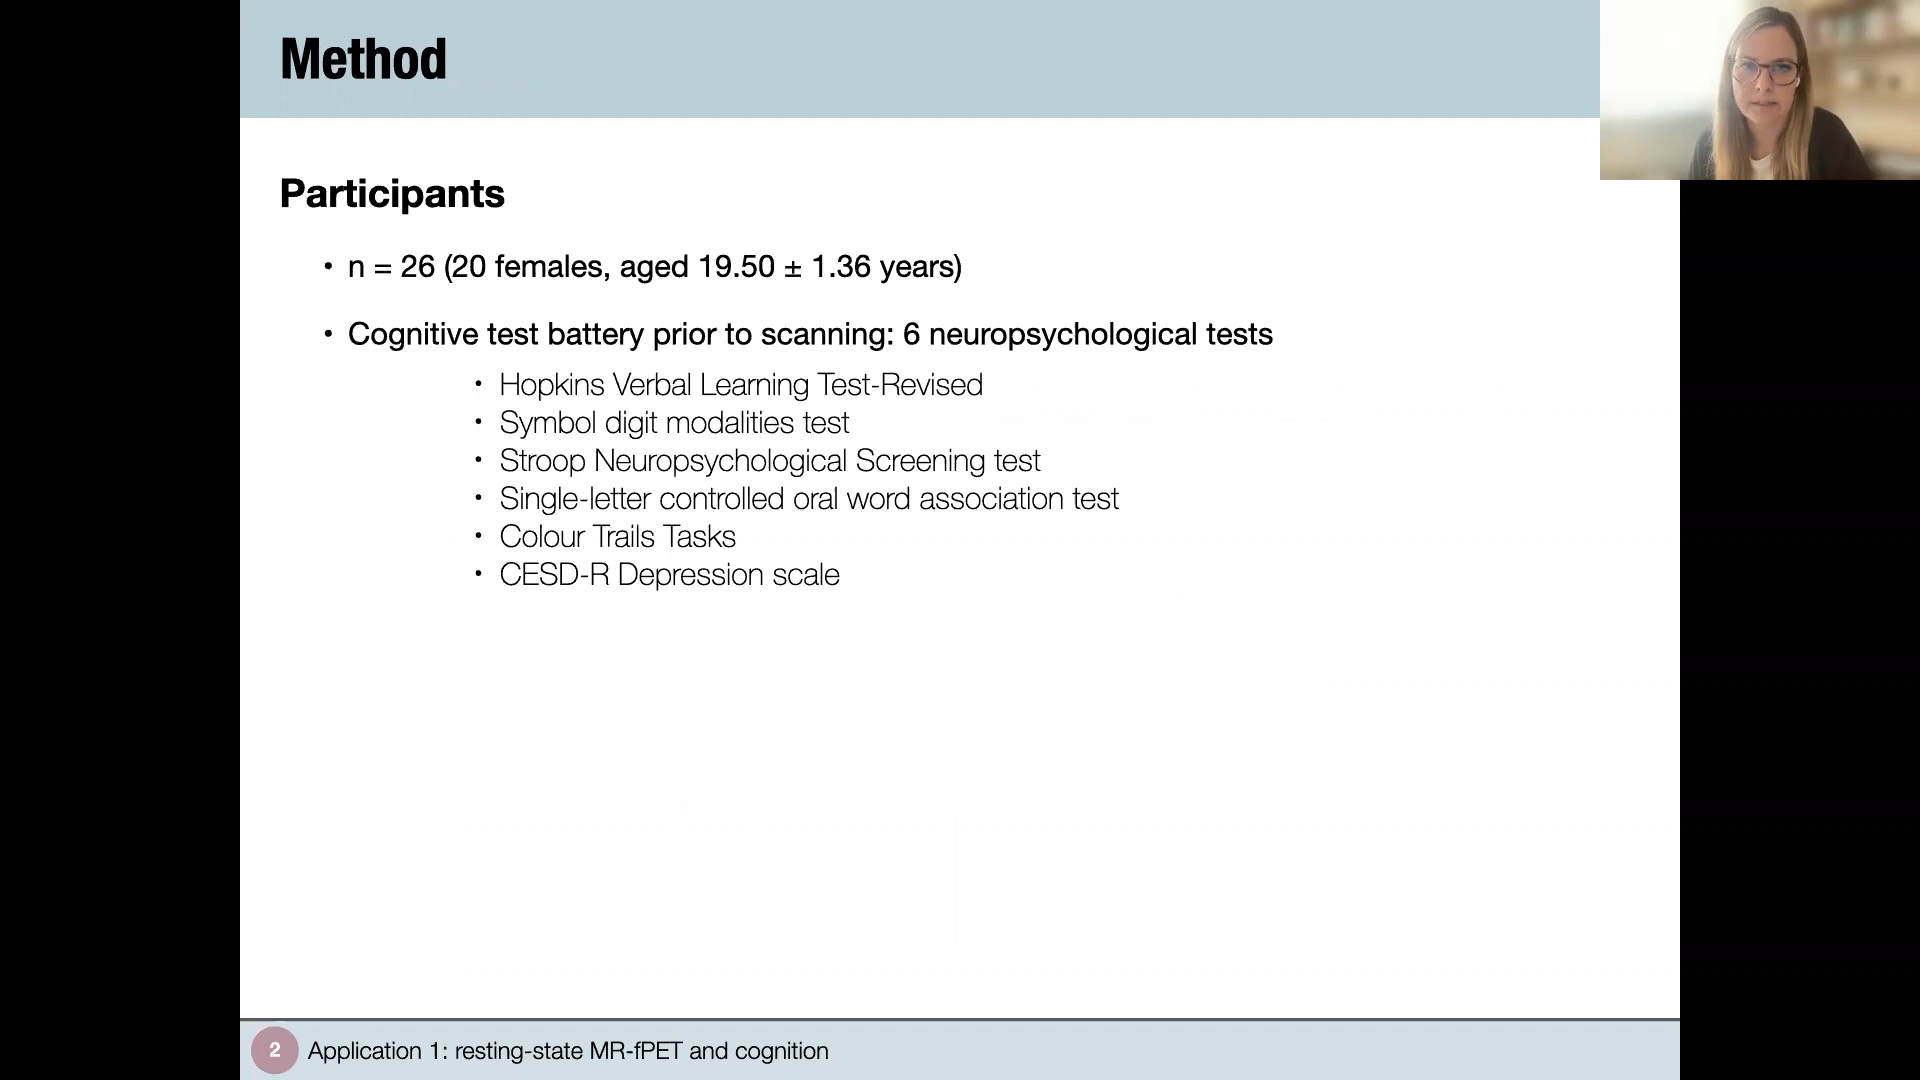 Method
Participants
• n = 26 (20 females, aged 19.50 ± 1.36 years)
• Cognitive test battery prior to scanning: 6 neuropsychological tests
• Hopkins Verbal Learning Test-Revised
• Symbol digit modalities test
• Stroop Neuropsychological Screening test
• Single-letter controlled oral word association test
• Colour Trails Tasks
• CESD-R Depression scale
2 Application 1: resting-state MR-fPET and cognition